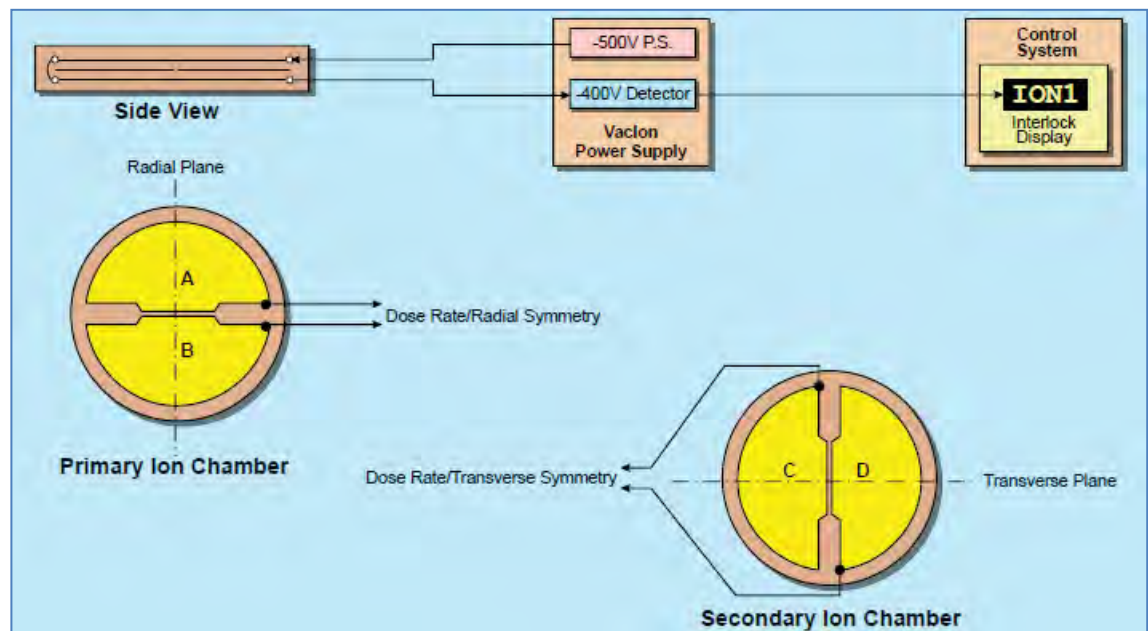 -500V P.S.
-400V Detector
VacIon
Power Supply
Control
System
ION1
Interlock
Display
Side View
Radial Plane
A
B
Dose Rate/Radial Symmetry
Primary Ion Chamber
Dose Rate/Transverse Symmetry
C
D
Transverse Plane
Secondary Ion Chamber